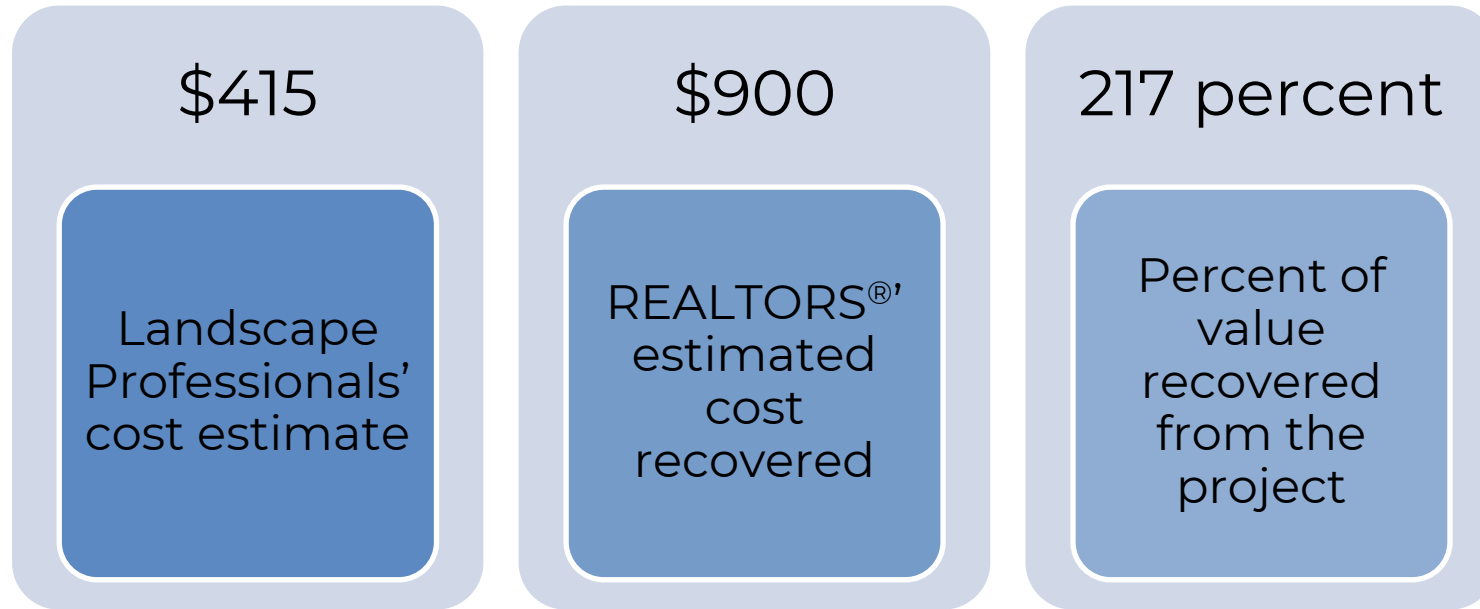 $415
Landscape
Professionals’
cost estimate
$900
REALTORS®’
estimated
cost
recovered
217 percent
Percent of
value
recovered
from the
project